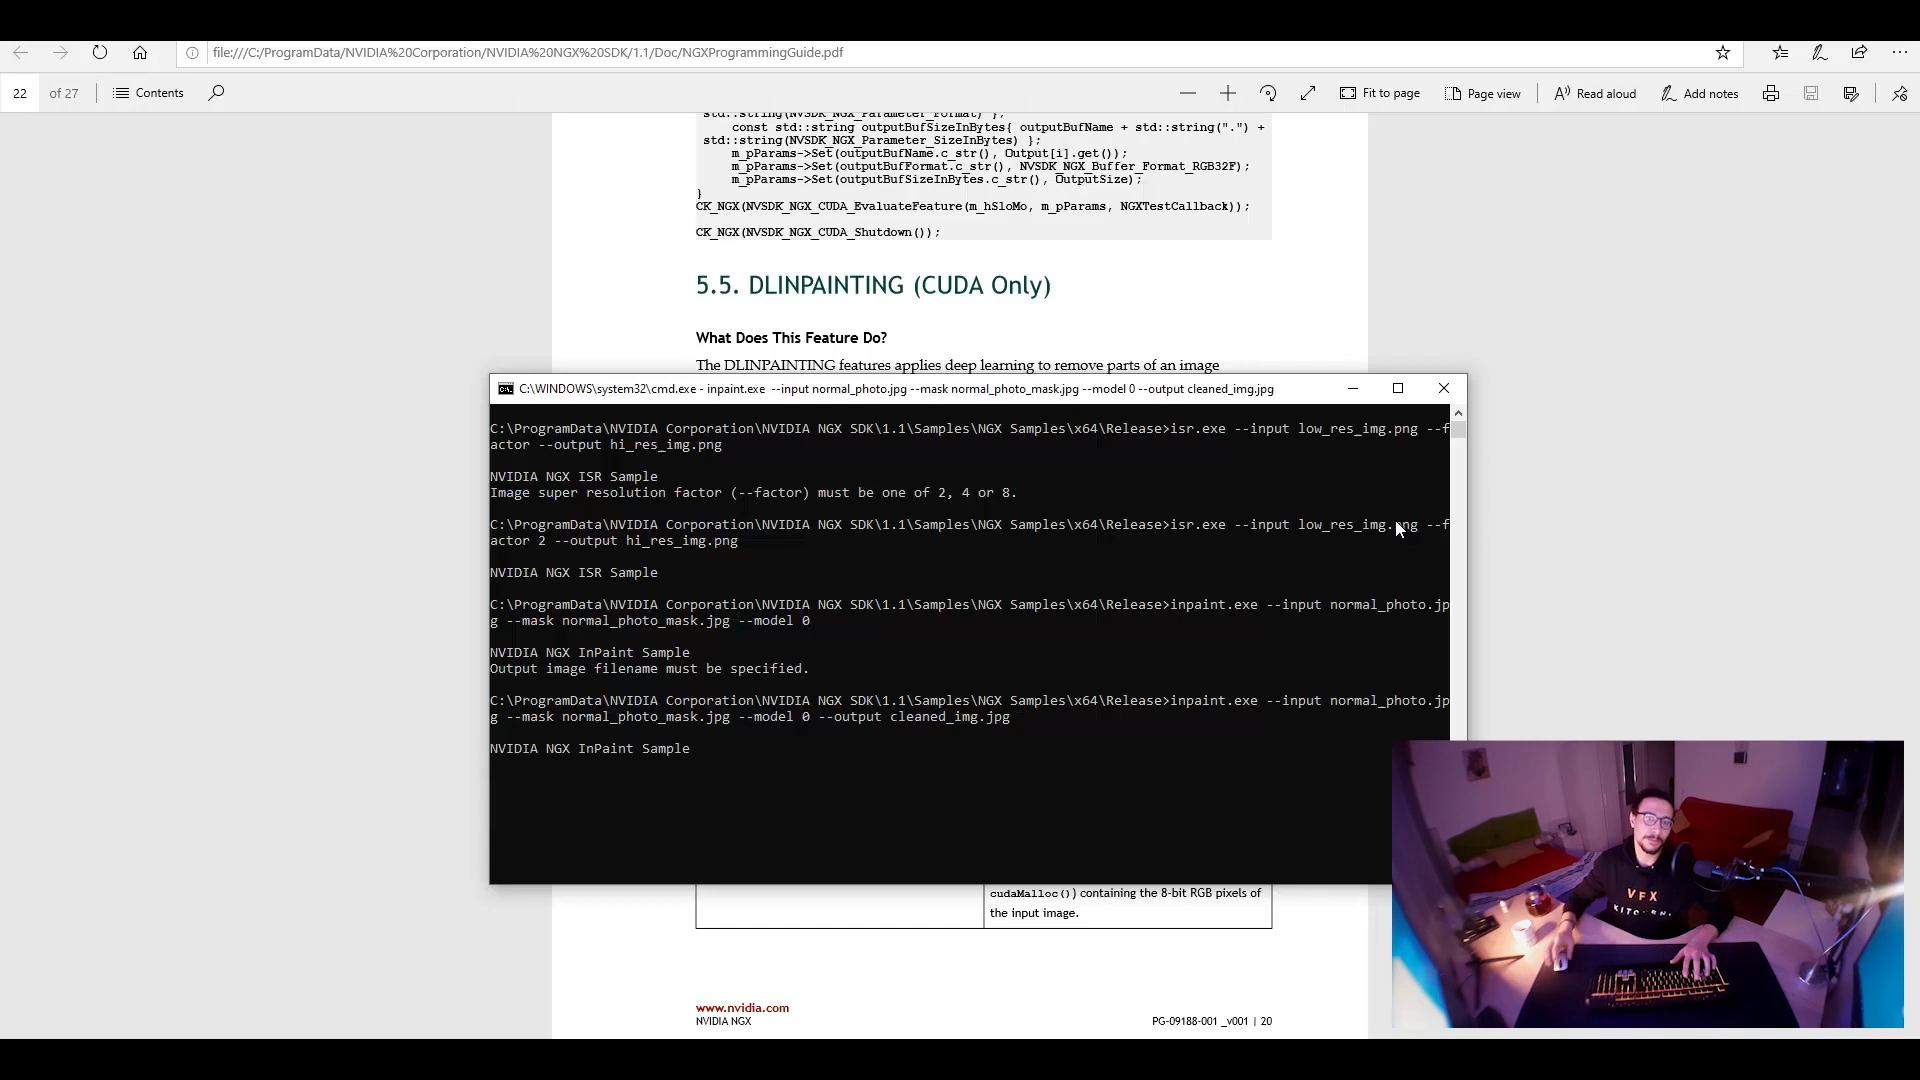 file:///C:/ProgramData/NVIDIA%20Corporation/NVIDIA%20NGX%20SDK/1.1/Doc/NGXProgrammingGuide.pdf
22 of 27 Contents Fit to page Page view Read aloud Add notes
std::string(NVSDK_NGX_Parameter_Format) };
const std::string outputBufSizeInBytes{ outputBufName + std::string(".") +
std::string(NVSDK_NGX_Parameter_SizeInBytes) };
m_pParams->Set(outputBufName.c_str(), Output[i].get());
m_pParams->Set(outputBufFormat.c_str(), NVSDK_NGX_Buffer_Format_RGB32F);
m_pParams->Set(outputBufSizeInBytes.c_str(), OutputSize);
}
CK_NGX(NVSDK_NGX_CUDA_EvaluateFeature(m_hSloMo, m_pParams, NGXTestCallback));
CK_NGX(NVSDK_NGX_CUDA_Shutdown());
5.5. DLINPAINTING (CUDA Only)
What Does This Feature Do?
The DLINPAINTING features applies deep learning to remove parts of an image
C:\WINDOWS\system32\cmd.exe - inpaint.exe --input normal_photo.jpg --mask normal_photo_mask.jpg --model 0 --output cleaned_img.jpg
C:\ProgramData\NVIDIA Corporation\NVIDIA NGX SDK\1.1\Samples\NGX Samples\x64\Release>isr.exe --input low_res_img.png --f
actor --output hi_res_img.png
NVIDIA NGX ISR Sample
Image super resolution factor (--factor) must be one of 2, 4 or 8.
C:\ProgramData\NVIDIA Corporation\NVIDIA NGX SDK\1.1\Samples\NGX Samples\x64\Release>isr.exe --input low_res_img.png --f
actor 2 --output hi_res_img.png
NVIDIA NGX ISR Sample
C:\ProgramData\NVIDIA Corporation\NVIDIA NGX SDK\1.1\Samples\NGX Samples\x64\Release>inpaint.exe --input normal_photo.jp
g --mask normal_photo_mask.jpg --model 0
NVIDIA NGX InPaint Sample
Output image filename must be specified.
C:\ProgramData\NVIDIA Corporation\NVIDIA NGX SDK\1.1\Samples\NGX Samples\x64\Release>inpaint.exe --input normal_photo.jp
g --mask normal_photo_mask.jpg --model 0 --output cleaned_img.jpg
NVIDIA NGX InPaint Sample
cudaMalloc()) containing the 8-bit RGB pixels of
the input image.
VFX
KITCHEN
www.nvidia.com
NVIDIA NGX
PG-09188-001 _v001 | 20